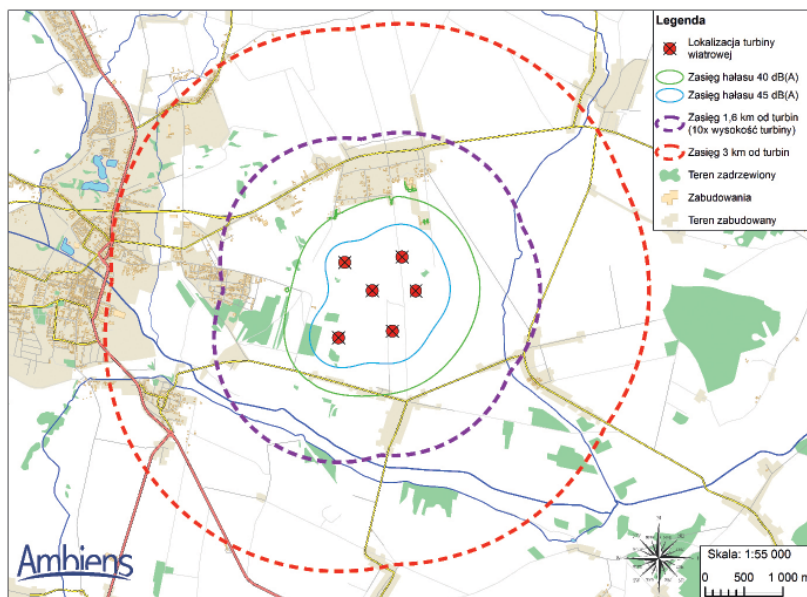 Legenda
Lokalizacja turbiny
wiatrowej
Zasięg hałasu 40 dB(A)
Zasięg hałasu 45 dB(A)
Zasięg 1,6 km od turbin
(10x wysokość turbiny)
Zasięg 3 km od turbin
Teren zadrzewiony
Zabudowania
Teren zabudowany
Ambiens
Skala: 1:55 000
0 500 1 000 m